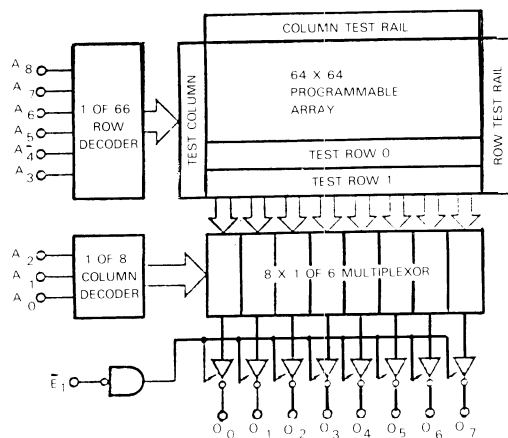 COLUMN TEST RAIL
A8
A7
A6
A5
A4
A3
1 OF 66
ROW
DECODER
TEST COLUMN
64 X 64
PROGRAMMABLE
ARRAY
ROW TEST RAIL
TEST ROW 0
TEST ROW 1
A2
A1
A0
1 OF 8
COLUMN
DECODER
8 X 1 OF 6 MULTIPLEXOR
E̅1
O0 O1 O2 O3 O4 O5 O6 O7